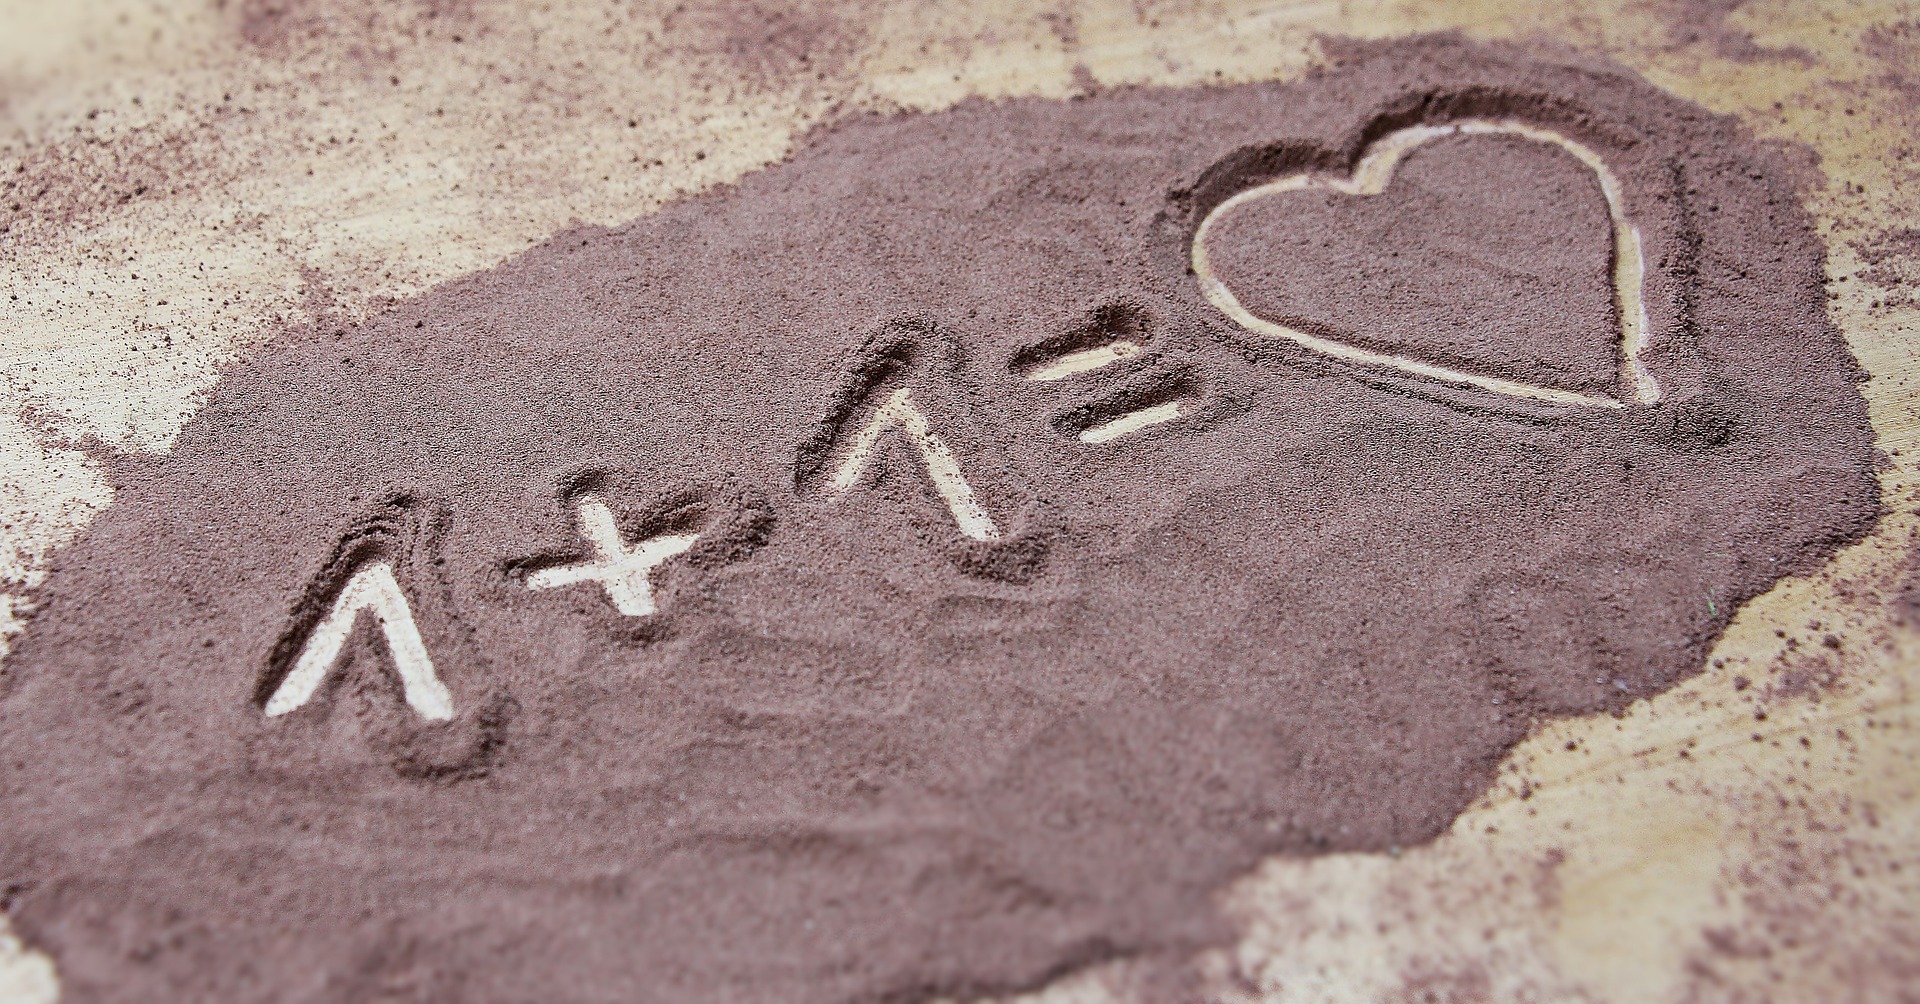 1 + 1 = ♡